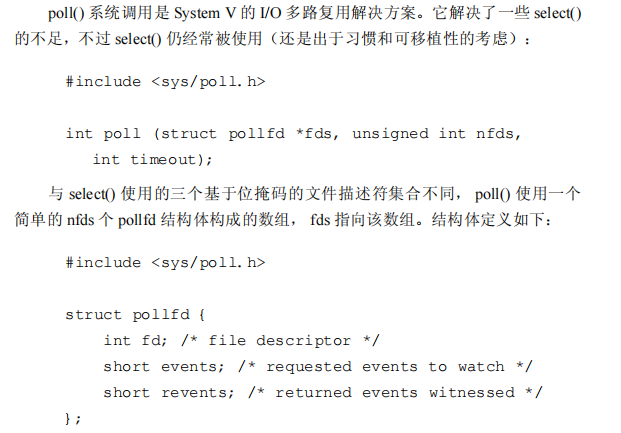 poll() 系统调用是 System V 的 I/O 多路复用解决方案。它解决了一些 select()
的不足，不过 select() 仍经常被使用（还是出于习惯和可移植性的考虑）：
#include <sys/poll.h>
int poll (struct pollfd *fds, unsigned int nfds,
int timeout);
与 select() 使用的三个基于位掩码的文件描述符集合不同， poll() 使用一个
简单的 nfds 个 pollfd 结构体构成的数组， fds 指向该数组。结构体定义如下：
#include <sys/poll.h>
struct pollfd {
int fd; /* file descriptor */
short events; /* requested events to watch */
short revents; /* returned events witnessed */
};